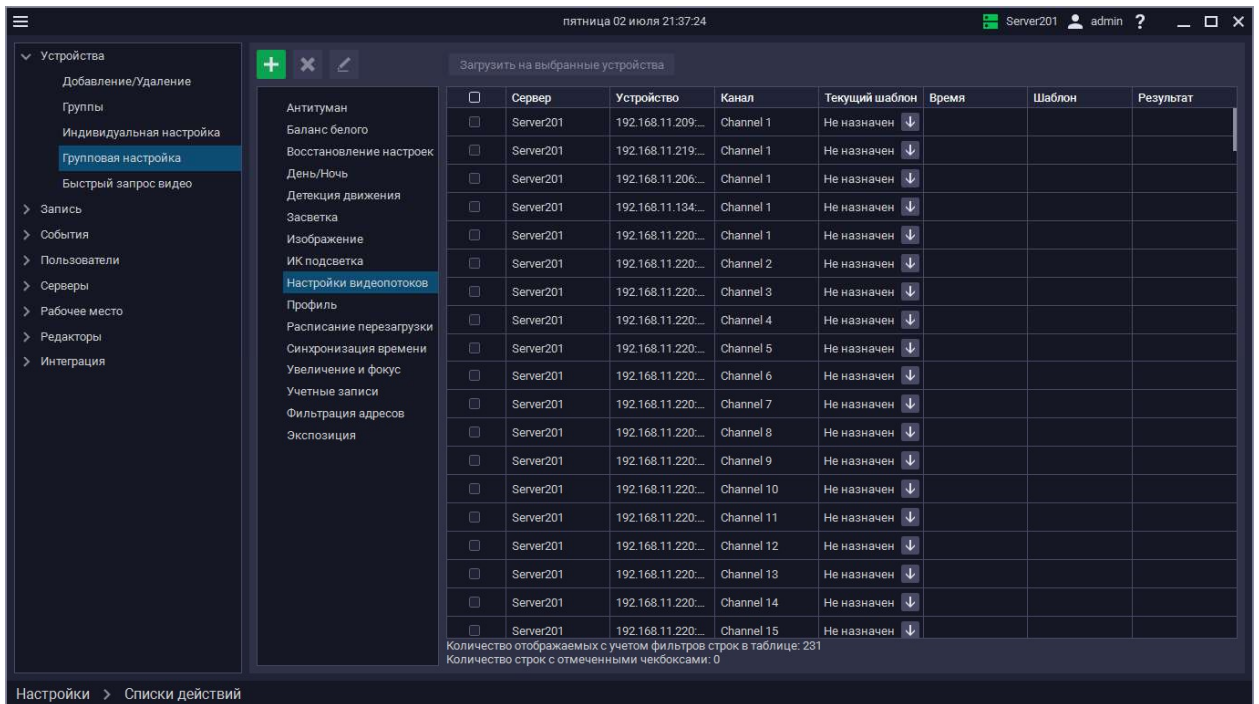 пятница 02 июля 21:37:24
Server201 admin ?
Устройства
Добавление/Удаление
Группы
Индивидуальная настройка
Групповая настройка
Быстрый запрос видео
Запись
События
Пользователи
Серверы
Рабочее место
Редакторы
Интеграция
Загрузить на выбранные устройства
Антитуман
Баланс белого
Восстановление настроек
День/Ночь
Детекция движения
Засветка
Изображение
ИК подсветка
Настройки видеопотоков
Профиль
Расписание перезагрузки
Синхронизация времени
Увеличение и фокус
Учетные записи
Фильтрация адресов
Экспозиция
Сервер Устройство Канал Текущий шаблон Время Шаблон Результат
Server201 192.168.11.209:... Channel 1 Не назначен
Server201 192.168.11.219:... Channel 1 Не назначен
Server201 192.168.11.206:... Channel 1 Не назначен
Server201 192.168.11.134:... Channel 1 Не назначен
Server201 192.168.11.220:... Channel 1 Не назначен
Server201 192.168.11.220:... Channel 2 Не назначен
Server201 192.168.11.220:... Channel 3 Не назначен
Server201 192.168.11.220:... Channel 4 Не назначен
Server201 192.168.11.220:... Channel 5 Не назначен
Server201 192.168.11.220:... Channel 6 Не назначен
Server201 192.168.11.220:... Channel 7 Не назначен
Server201 192.168.11.220:... Channel 8 Не назначен
Server201 192.168.11.220:... Channel 9 Не назначен
Server201 192.168.11.220:... Channel 10 Не назначен
Server201 192.168.11.220:... Channel 11 Не назначен
Server201 192.168.11.220:... Channel 12 Не назначен
Server201 192.168.11.220:... Channel 13 Не назначен
Server201 192.168.11.220:... Channel 14 Не назначен
Server201 192.168.11.220:... Channel 15 Не назначен
Количество отображаемых с учетом фильтров строк в таблице: 231
Количество строк с отмеченными чекбоксами: 0
Настройки > Списки действий